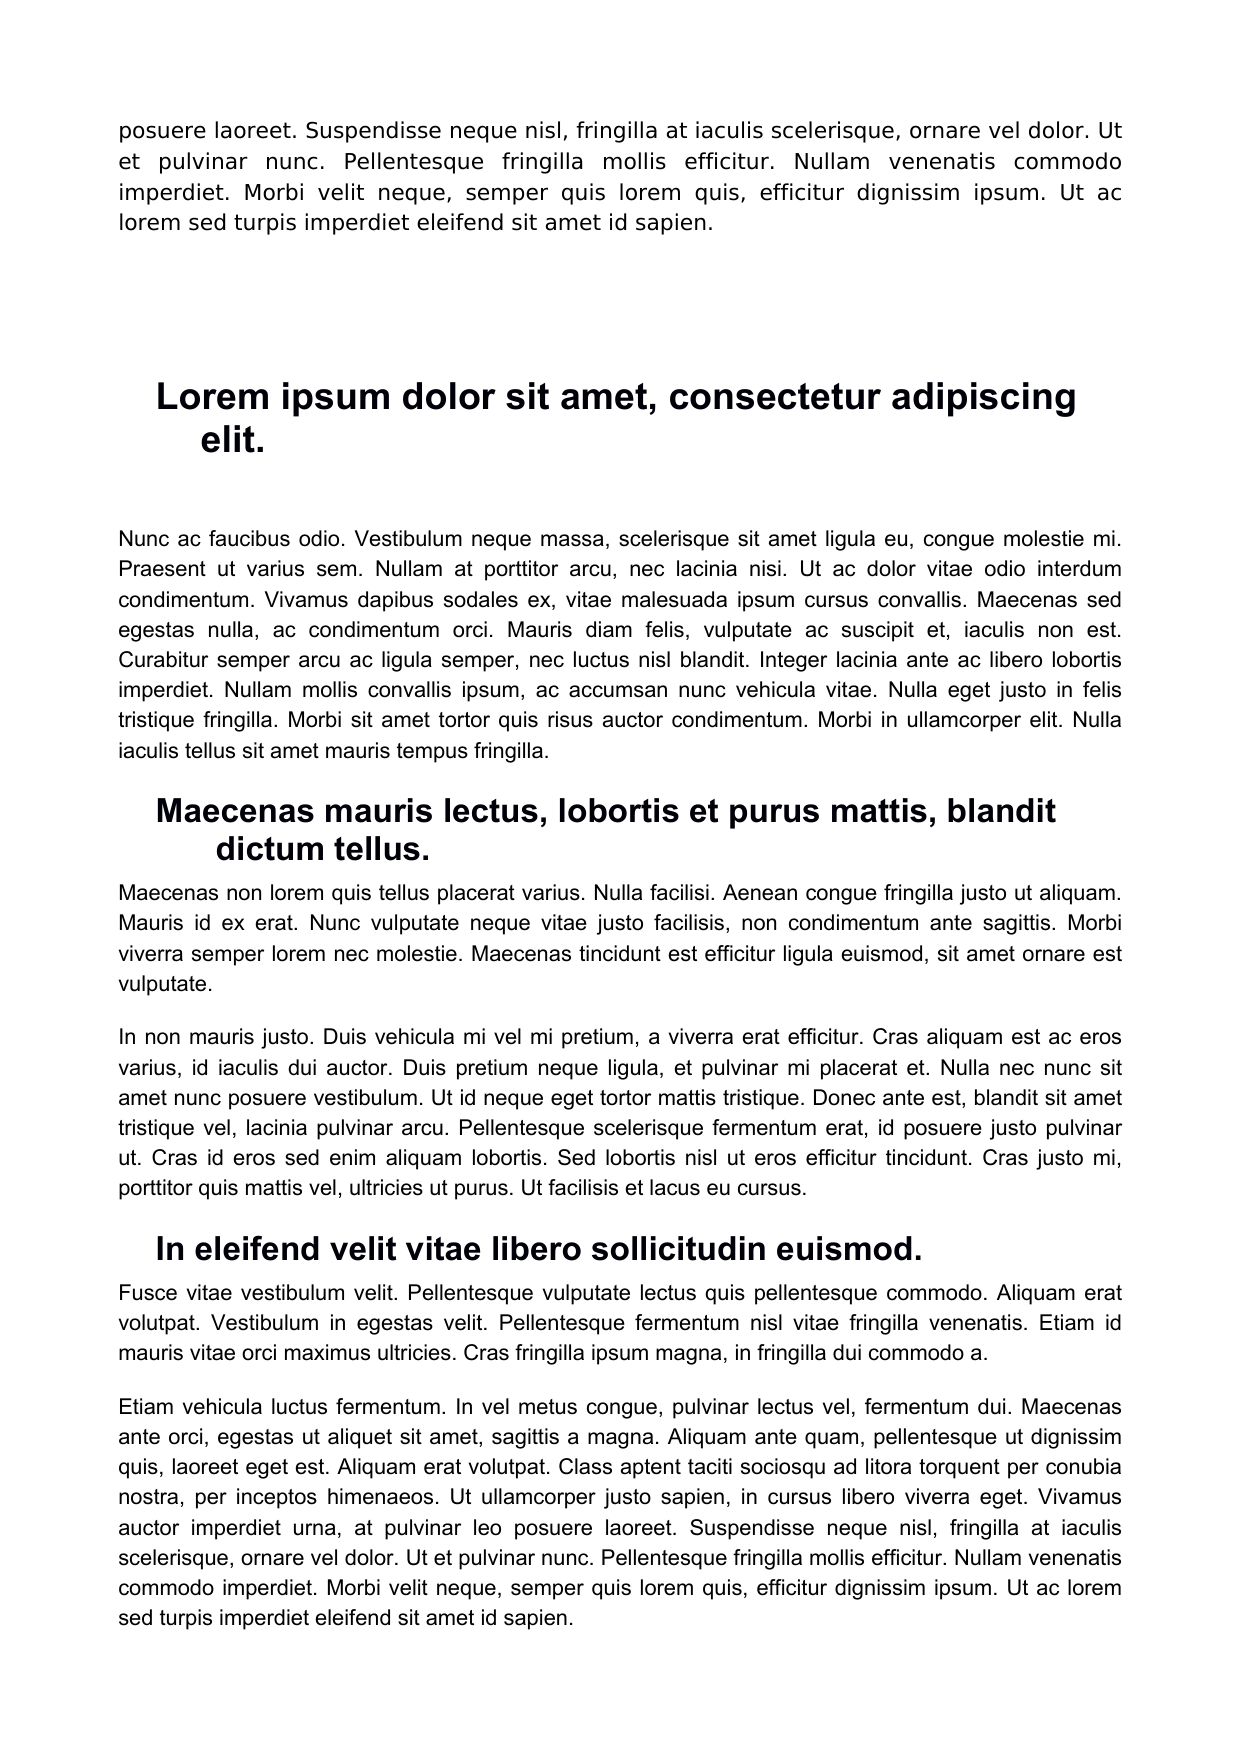 posuere laoreet. Suspendisse neque nisl, fringilla at iaculis scelerisque, ornare vel dolor. Ut
et pulvinar nunc. Pellentesque fringilla mollis efficitur. Nullam venenatis commodo
imperdiet. Morbi velit neque, semper quis lorem quis, efficitur dignissim ipsum. Ut ac
lorem sed turpis imperdiet eleifend sit amet id sapien.
Lorem ipsum dolor sit amet, consectetur adipiscing
elit.
Nunc ac faucibus odio. Vestibulum neque massa, scelerisque sit amet ligula eu, congue molestie mi.
Praesent ut varius sem. Nullam at porttitor arcu, nec lacinia nisi. Ut ac dolor vitae odio interdum
condimentum. Vivamus dapibus sodales ex, vitae malesuada ipsum cursus convallis. Maecenas sed
egestas nulla, ac condimentum orci. Mauris diam felis, vulputate ac suscipit et, iaculis non est.
Curabitur semper arcu ac ligula semper, nec luctus nisl blandit. Integer lacinia ante ac libero lobortis
imperdiet. Nullam mollis convallis ipsum, ac accumsan nunc vehicula vitae. Nulla eget justo in felis
tristique fringilla. Morbi sit amet tortor quis risus auctor condimentum. Morbi in ullamcorper elit. Nulla
iaculis tellus sit amet mauris tempus fringilla.
Maecenas mauris lectus, lobortis et purus mattis, blandit
dictum tellus.
Maecenas non lorem quis tellus placerat varius. Nulla facilisi. Aenean congue fringilla justo ut aliquam.
Mauris id ex erat. Nunc vulputate neque vitae justo facilisis, non condimentum ante sagittis. Morbi
viverra semper lorem nec molestie. Maecenas tincidunt est efficitur ligula euismod, sit amet ornare est
vulputate.
In non mauris justo. Duis vehicula mi vel mi pretium, a viverra erat efficitur. Cras aliquam est ac eros
varius, id iaculis dui auctor. Duis pretium neque ligula, et pulvinar mi placerat et. Nulla nec nunc sit
amet nunc posuere vestibulum. Ut id neque eget tortor mattis tristique. Donec ante est, blandit sit amet
tristique vel, lacinia pulvinar arcu. Pellentesque scelerisque fermentum erat, id posuere justo pulvinar
ut. Cras id eros sed enim aliquam lobortis. Sed lobortis nisl ut eros efficitur tincidunt. Cras justo mi,
porttitor quis mattis vel, ultricies ut purus. Ut facilisis et lacus eu cursus.
In eleifend velit vitae libero sollicitudin euismod.
Fusce vitae vestibulum velit. Pellentesque vulputate lectus quis pellentesque commodo. Aliquam erat
volutpat. Vestibulum in egestas velit. Pellentesque fermentum nisl vitae fringilla venenatis. Etiam id
mauris vitae orci maximus ultricies. Cras fringilla ipsum magna, in fringilla dui commodo a.
Etiam vehicula luctus fermentum. In vel metus congue, pulvinar lectus vel, fermentum dui. Maecenas
ante orci, egestas ut aliquet sit amet, sagittis a magna. Aliquam ante quam, pellentesque ut dignissim
quis, laoreet eget est. Aliquam erat volutpat. Class aptent taciti sociosqu ad litora torquent per conubia
nostra, per inceptos himenaeos. Ut ullamcorper justo sapien, in cursus libero viverra eget. Vivamus
auctor imperdiet urna, at pulvinar leo posuere laoreet. Suspendisse neque nisl, fringilla at iaculis
scelerisque, ornare vel dolor. Ut et pulvinar nunc. Pellentesque fringilla mollis efficitur. Nullam venenatis
commodo imperdiet. Morbi velit neque, semper quis lorem quis, efficitur dignissim ipsum. Ut ac lorem
sed turpis imperdiet eleifend sit amet id sapien.